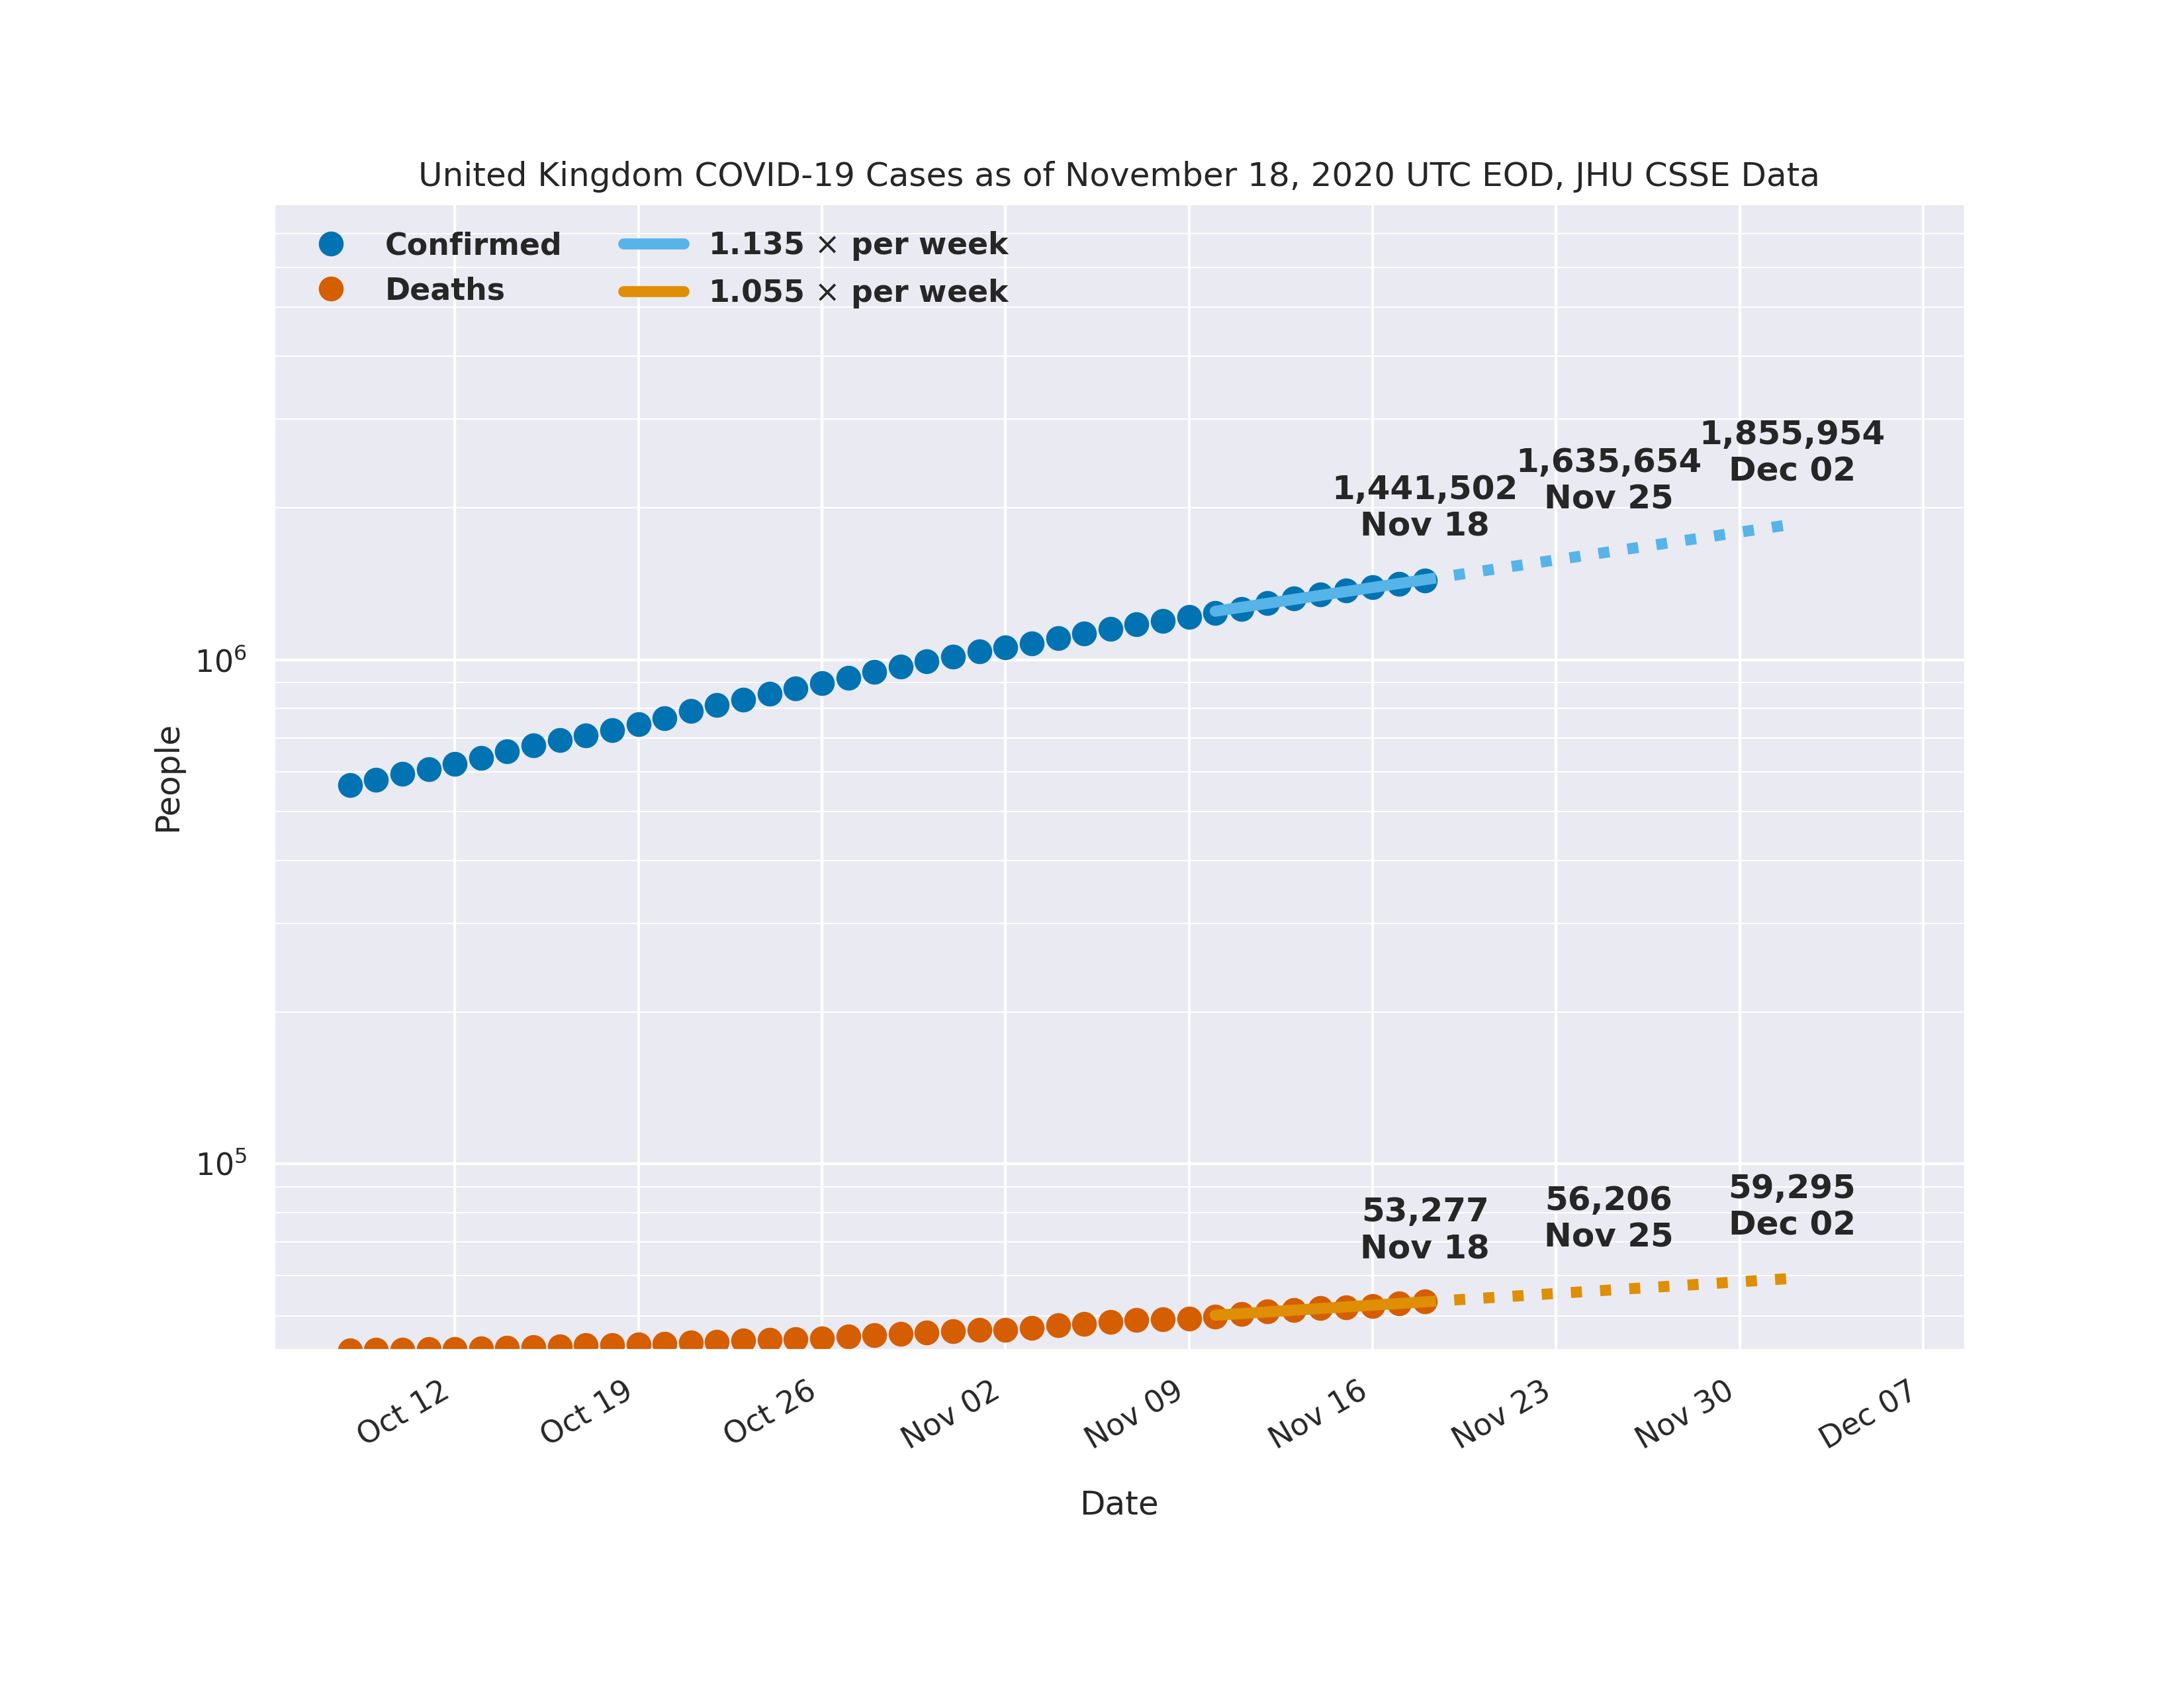 United Kingdom COVID-19 Cases as of November 18, 2020 UTC EOD, JHU CSSE Data
Confirmed
Deaths
1.135 × per week
1.055 × per week
1,441,502
Nov 18
1,635,654
Nov 25
1,855,954
Dec 02
10⁶
10⁵
People
53,277
Nov 18
56,206
Nov 25
59,295
Dec 02
Oct 12
Oct 19
Oct 26
Nov 02
Nov 09
Nov 16
Nov 23
Nov 30
Dec 07
Date